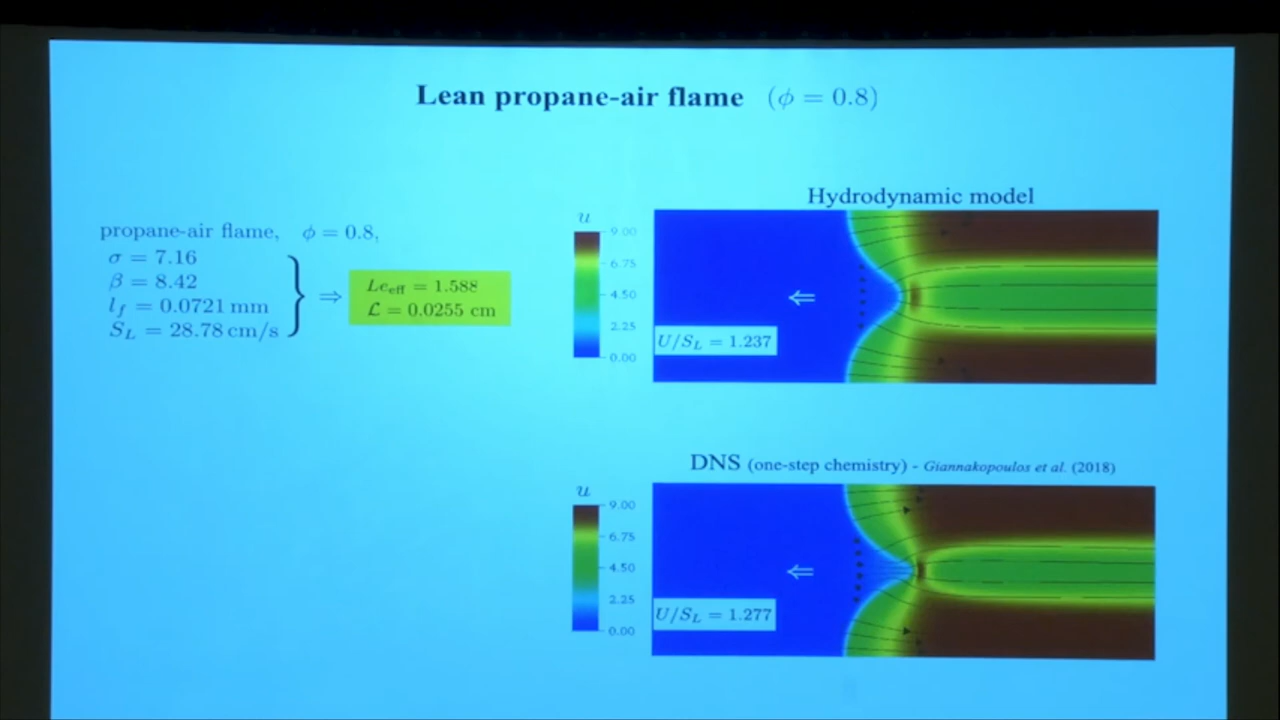 Lean propane-air flame (ϕ = 0.8)
propane-air flame, ϕ = 0.8,
σ = 7.16
β = 8.42
l_f = 0.0721 mm
S_L = 28.78 cm/s
⇒
Le_eff = 1.588
ℒ = 0.0255 cm
Hydrodynamic model
u
9.00
6.75
4.50
2.25
0.00
⇐
U/S_L = 1.237
DNS (one-step chemistry) - Giannakopoulos et al. (2018)
u
9.00
6.75
4.50
2.25
0.00
⇐
U/S_L = 1.277